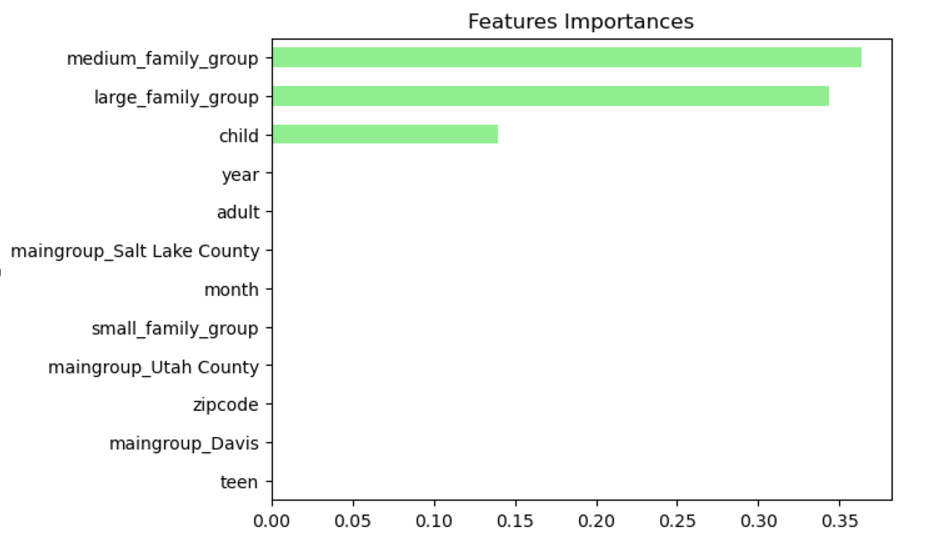 Features Importances
medium_family_group
large_family_group
child
year
adult
maingroup_Salt Lake County
month
small_family_group
maingroup_Utah County
zipcode
maingroup_Davis
teen
0.00 0.05 0.10 0.15 0.20 0.25 0.30 0.35